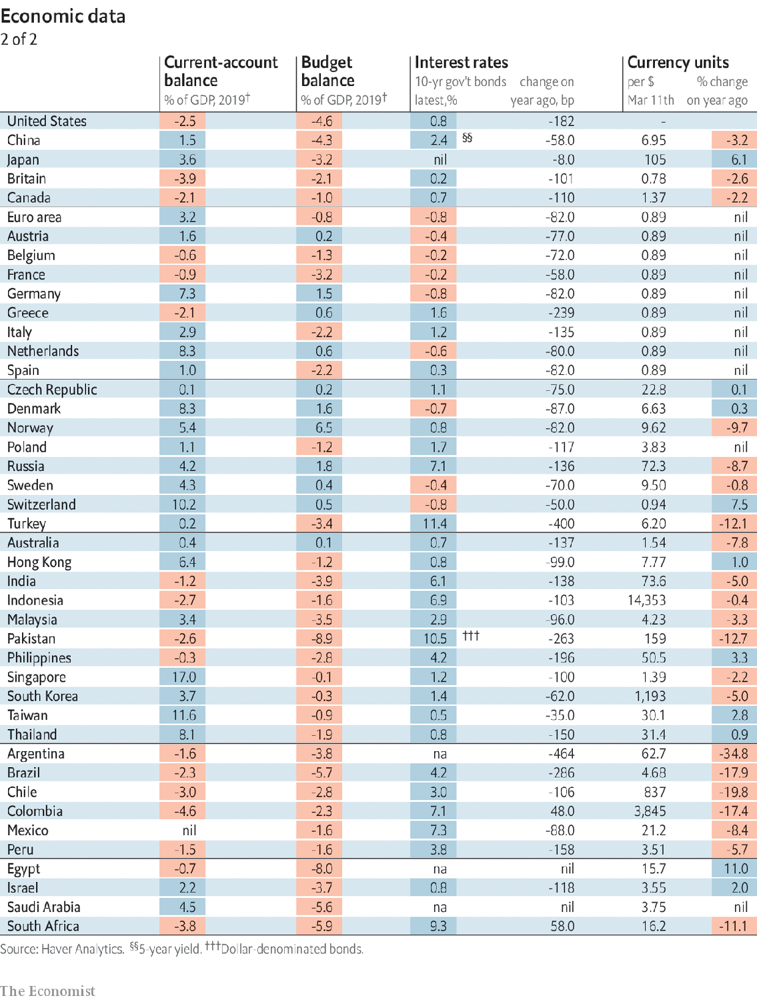 Economic data
2 of 2
Current-account balance % of GDP, 2019† Budget balance % of GDP, 2019† Interest rates 10-yr gov't bonds latest,% change on year ago, bp Currency units per $ Mar 11th % change on year ago
United States -2.5 -4.6 0.8 -182 -
China 1.5 -4.3 2.4 §§ -58.0 6.95 -3.2
Japan 3.6 -3.2 nil -8.0 105 6.1
Britain -3.9 -2.1 0.2 -101 0.78 -2.6
Canada -2.1 -1.0 0.7 -110 1.37 -2.2
Euro area 3.2 -0.8 -0.8 -82.0 0.89 nil
Austria 1.6 0.2 -0.4 -77.0 0.89 nil
Belgium -0.6 -1.3 -0.2 -72.0 0.89 nil
France -0.9 -3.2 -0.2 -58.0 0.89 nil
Germany 7.3 1.5 -0.8 -82.0 0.89 nil
Greece -2.1 0.6 1.6 -239 0.89 nil
Italy 2.9 -2.2 1.2 -135 0.89 nil
Netherlands 8.3 0.6 -0.6 -80.0 0.89 nil
Spain 1.0 -2.2 0.3 -82.0 0.89 nil
Czech Republic 0.1 0.2 1.1 -75.0 22.8 0.1
Denmark 8.3 1.6 -0.7 -87.0 6.63 0.3
Norway 5.4 6.5 0.8 -82.0 9.62 -9.7
Poland 1.1 -1.2 1.7 -117 3.83 nil
Russia 4.2 1.8 7.1 -136 72.3 -8.7
Sweden 4.3 0.4 -0.4 -70.0 9.50 -0.8
Switzerland 10.2 0.5 -0.8 -50.0 0.94 7.5
Turkey 0.2 -3.4 11.4 -400 6.20 -12.1
Australia 0.4 0.1 0.7 -137 1.54 -7.8
Hong Kong 6.4 -1.2 0.8 -99.0 7.77 1.0
India -1.2 -3.9 6.1 -138 73.6 -5.0
Indonesia -2.7 -1.6 6.9 -103 14,353 -0.4
Malaysia 3.4 -3.5 2.9 -96.0 4.23 -3.3
Pakistan -2.6 -8.9 10.5 ††† -263 159 -12.7
Philippines -0.3 -2.8 4.2 -196 50.5 3.3
Singapore 17.0 -0.1 1.2 -100 1.39 -2.2
South Korea 3.7 -0.3 1.4 -62.0 1,193 -5.0
Taiwan 11.6 -0.9 0.5 -35.0 30.1 2.8
Thailand 8.1 -1.9 0.8 -150 31.4 0.9
Argentina -1.6 -3.8 na -464 62.7 -34.8
Brazil -2.3 -5.7 4.2 -286 4.68 -17.9
Chile -3.0 -2.8 3.0 -106 837 -19.8
Colombia -4.6 -2.3 7.1 48.0 3,845 -17.4
Mexico nil -1.6 7.3 -88.0 21.2 -8.4
Peru -1.5 -1.6 3.8 -158 3.51 -5.7
Egypt -0.7 -8.0 na nil 15.7 11.0
Israel 2.2 -3.7 0.8 -118 3.55 2.0
Saudi Arabia 4.5 -5.6 na nil 3.75 nil
South Africa -3.8 -5.9 9.3 58.0 16.2 -11.1
Source: Haver Analytics. §§5-year yield. †††Dollar-denominated bonds.
The Economist